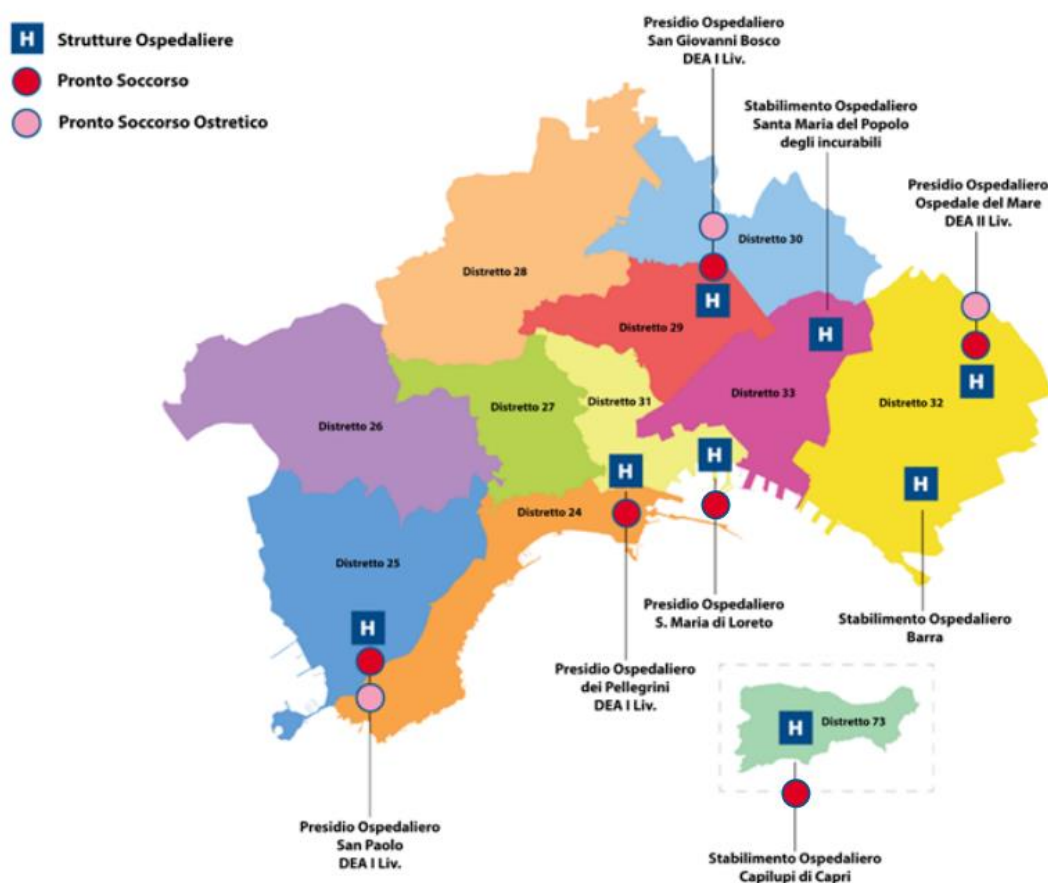 H Strutture Ospedaliere
Pronto Soccorso
Pronto Soccorso Ostretico
Presidio Ospedaliero
San Giovanni Bosco
DEA I Liv.
Stabilimento Ospedaliero
Santa Maria del Popolo
degli incurabili
Presidio Ospedaliero
Ospedale del Mare
DEA II Liv.
Distretto 30
Distretto 28
H
Distretto 29
H
H
Distretto 27
Distretto 31
Distretto 33
Distretto 32
Distretto 26
H
H
H
Distretto 24
Distretto 25
H
Presidio Ospedaliero
S. Maria di Loreto
Stabilimento Ospedaliero
Barra
Presidio Ospedaliero
dei Pellegrini
DEA I Liv.
Distretto 73
H
Presidio Ospedaliero
San Paolo
DEA I Liv.
Stabilimento Ospedaliero
Capilupi di Capri